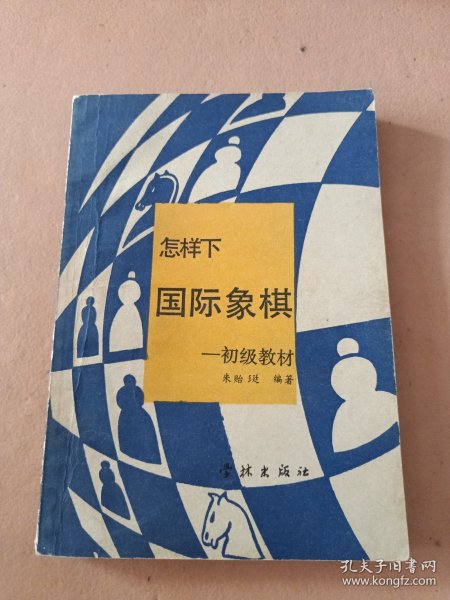 怎样下
国际象棋
—初级教材
朱贻珽 编著
学林出版社
孔夫子旧书网
www.kongfz.com